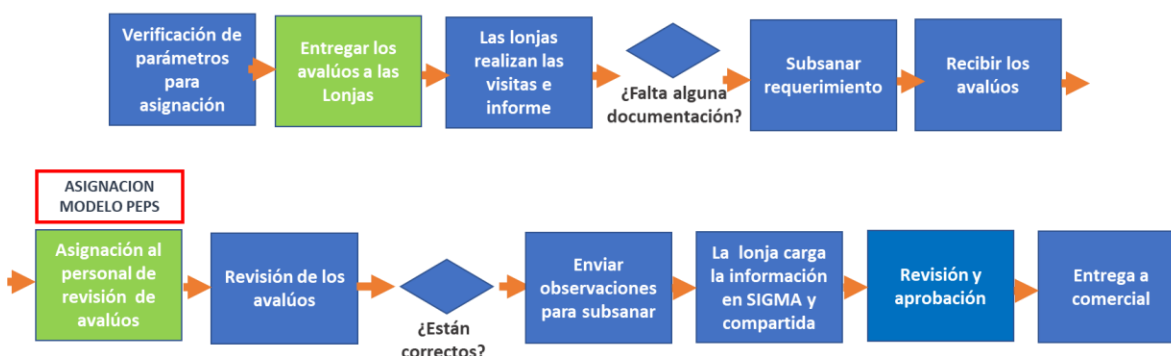 Verificación de
parámetros
para
asignación
Entregar los
avalúos a las
Lonjas
Las lonjas
realizan las
visitas e
informe
¿Falta alguna
documentación?
Subsanar
requerimiento
Recibir los
avalúos
ASIGNACION
MODELO PEPS
Asignación al
personal de
revisión de
avalúos
Revisión de los
avalúos
¿Están
correctos?
Enviar
observaciones
para subsanar
La lonja carga
la información
en SIGMA y
compartida
Revisión y
aprobación
Entrega a
comercial